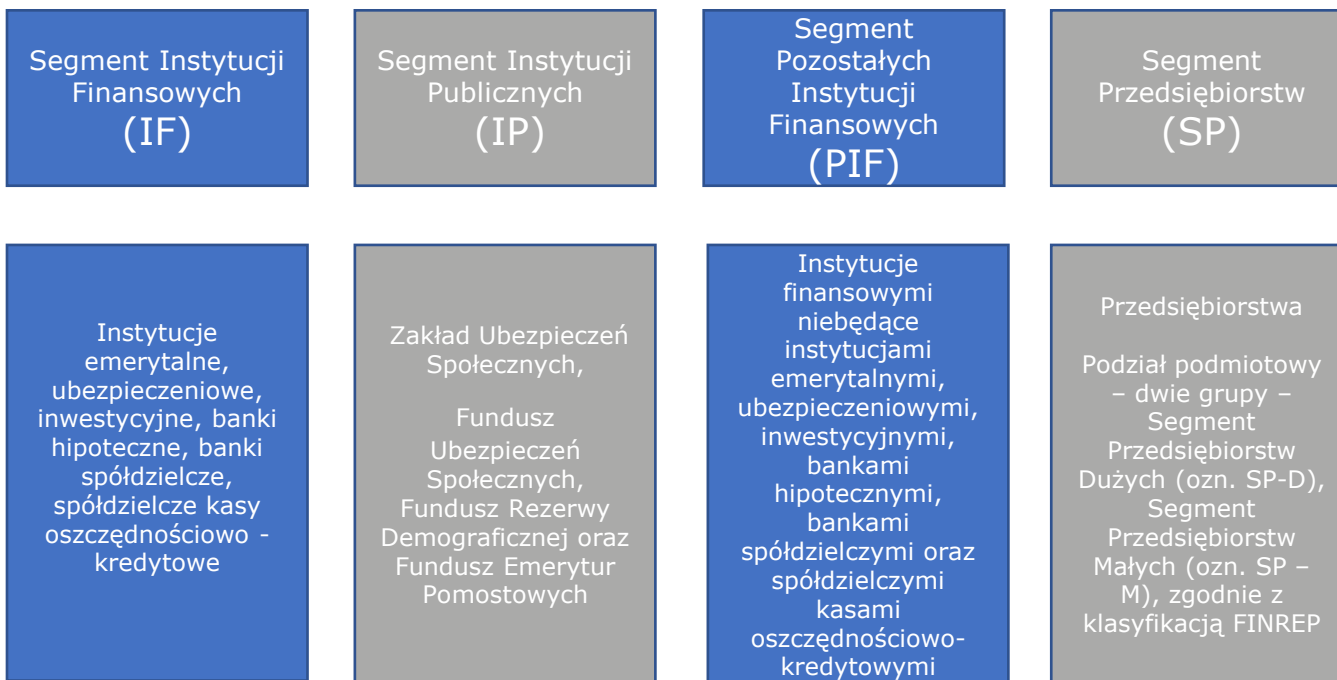 Segment Instytucji
Finansowych
(IF)
Segment Instytucji
Publicznych
(IP)
Segment
Pozostałych
Instytucji
Finansowych
(PIF)
Segment
Przedsiębiorstw
(SP)
Instytucje
emerytalne,
ubezpieczeniowe,
inwestycyjne, banki
hipoteczne, banki
spółdzielcze,
spółdzielcze kasy
oszczędnościowo -
kredytowe
Zakład Ubezpieczeń
Społecznych,
Fundusz
Ubezpieczeń
Społecznych,
Fundusz Rezerwy
Demograficznej oraz
Fundusz Emerytur
Pomostowych
Instytucje
finansowymi
niebędące
instytucjami
emerytalnymi,
ubezpieczeniowymi,
inwestycyjnymi,
bankami
hipotecznymi,
bankami
spółdzielczymi oraz
spółdzielczymi
kasami
oszczędnościowo-
kredytowymi
Przedsiębiorstwa
Podział podmiotowy
– dwie grupy –
Segment
Przedsiębiorstw
Dużych (ozn. SP-D),
Segment
Przedsiębiorstw
Małych (ozn. SP –
M), zgodnie z
klasyfikacją FINREP